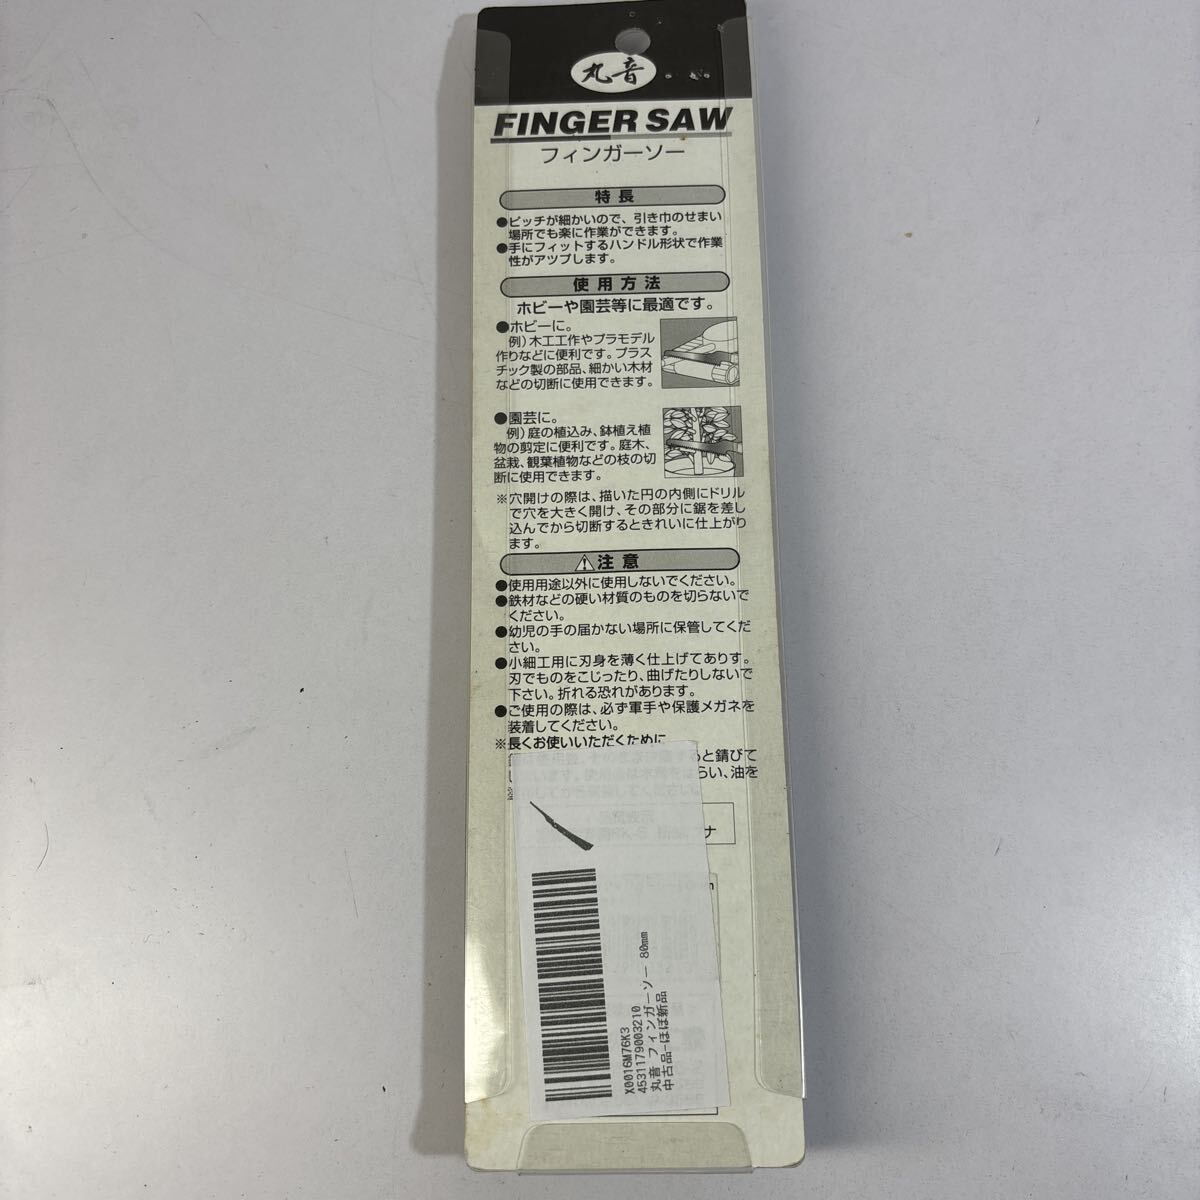 丸音
FINGER SAW
フィンガーソー
特長
●ピッチが細かいので、引き巾のせまい
場所でも楽に作業ができます。
●手にフィットするハンドル形状で作業
性がアップします。
使用方法
ホビーや園芸等に最適です。
●ホビーに。
例)木工工作やプラモデル
作りなどに便利です。プラス
チック製の部品、細かい木材
などの切断に使用できます。
●園芸に。
例)庭の植込み、鉢植え植
物の剪定に便利です。庭木、
盆栽、観葉植物などの枝の切
断に使用できます。
※穴開けの際は、描いた円の内側にドリル
で穴を大きく開け、その部分に鋸を差し
込んでから切断するときれいに仕上がり
ます。
注意
●使用用途以外に使用しないでください。
●鉄材などの硬い材質のものを切らないで
ください。
●幼児の手の届かない場所に保管してくだ
さい。
●小細工用に刃身を薄く仕上げてあります。
刃でものをこじったり、曲げたりしないで
下さい。折れる恐れがあります。
●ご使用の際は、必ず軍手や保護メガネを
装着してください。
※長くお使いいただくために
すると錆びて
らい、油を
ナ
X0016M76K3
4531179003210
丸音 フィンガーソー 80mm
中古品-ほぼ新品